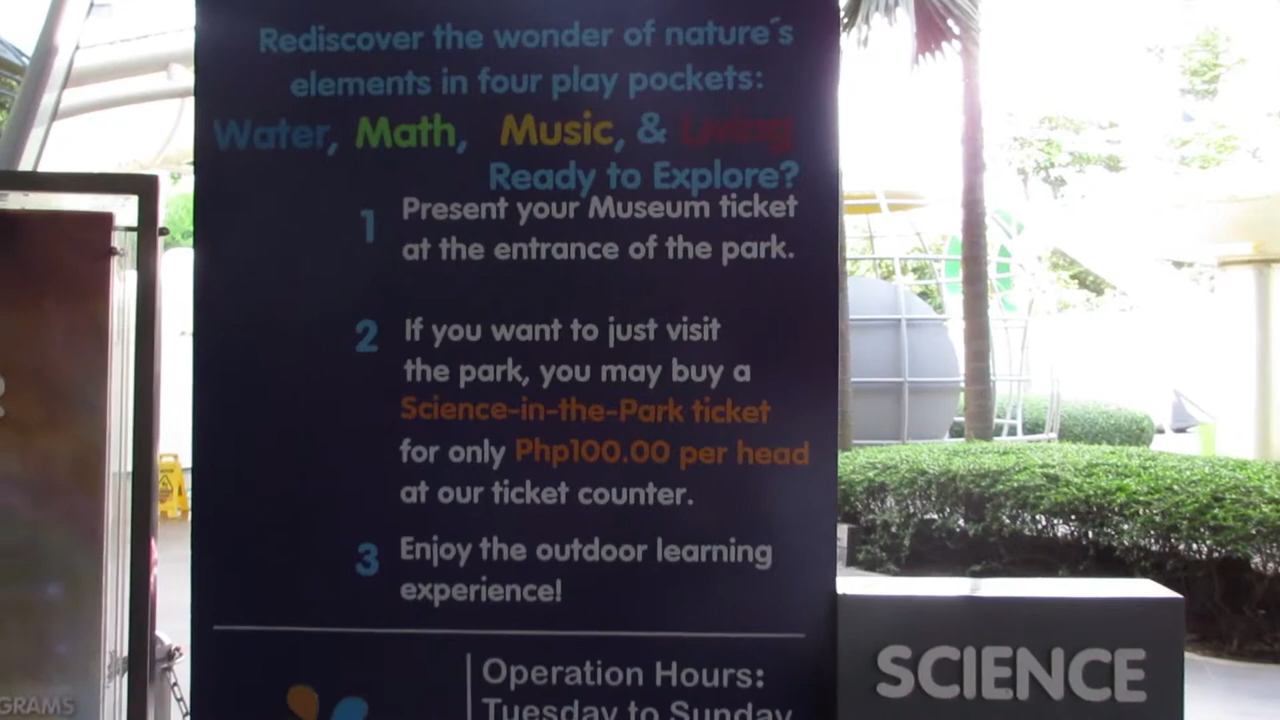 Rediscover the wonder of nature´s
elements in four play pockets:
Water, Math, Music, & Living
Ready to Explore?
1 Present your Museum ticket
at the entrance of the park.
2 If you want to just visit
the park, you may buy a
Science-in-the-Park ticket
for only Php100.00 per head
at our ticket counter.
3 Enjoy the outdoor learning
experience!
Operation Hours:
Tuesday to Sunday
SCIENCE
GRAMS